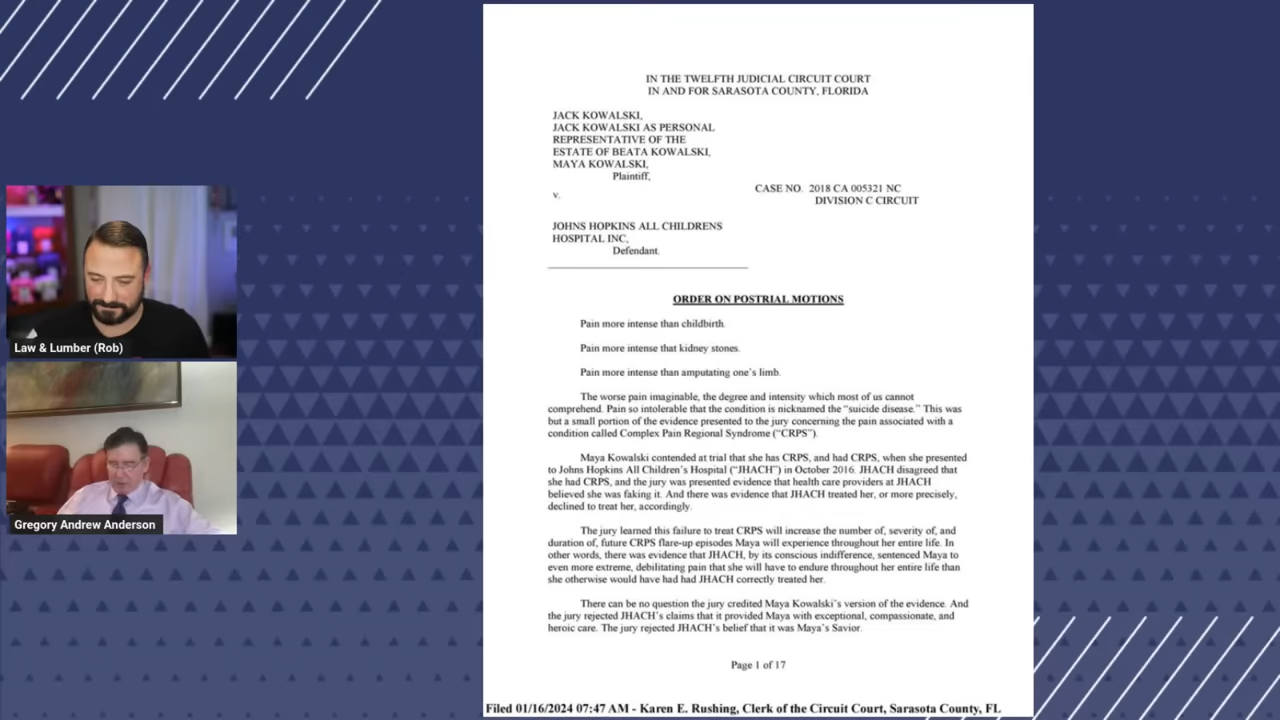 IN THE TWELFTH JUDICIAL CIRCUIT COURT
IN AND FOR SARASOTA COUNTY, FLORIDA
JACK KOWALSKI,
JACK KOWALSKI AS PERSONAL
REPRESENTATIVE OF THE
ESTATE OF BEATA KOWALSKI,
MAYA KOWALSKI,
Plaintiff,
v.
CASE NO. 2018 CA 005321 NC
DIVISION C CIRCUIT
JOHNS HOPKINS ALL CHILDRENS
HOSPITAL INC,
Defendant.
ORDER ON POSTRIAL MOTIONS
Pain more intense than childbirth.
Pain more intense that kidney stones.
Pain more intense than amputating one's limb.
The worse pain imaginable, the degree and intensity which most of us cannot
comprehend. Pain so intolerable that the condition is nicknamed the "suicide disease." This was
but a small portion of the evidence presented to the jury concerning the pain associated with a
condition called Complex Pain Regional Syndrome ("CRPS").
Maya Kowalski contended at trial that she has CRPS, and had CRPS, when she presented
to Johns Hopkins All Children's Hospital ("JHACH") in October 2016. JHACH disagreed that
she had CRPS, and the jury was presented evidence that health care providers at JHACH
believed she was faking it. And there was evidence that JHACH treated her, or more precisely,
declined to treat her, accordingly.
The jury learned this failure to treat CRPS will increase the number of, severity of, and
duration of, future CRPS flare-up episodes Maya will experience throughout her entire life. In
other words, there was evidence that JHACH, by its conscious indifference, sentenced Maya to
even more extreme, debilitating pain that she will have to endure throughout her entire life than
she otherwise would have had had JHACH correctly treated her.
There can be no question the jury credited Maya Kowalski's version of the evidence. And
the jury rejected JHACH's claims that it provided Maya with exceptional, compassionate, and
heroic care. The jury rejected JHACH's belief that it was Maya's Savior.
Page 1 of 17
Filed 01/16/2024 07:47 AM - Karen E. Rushing, Clerk of the Circuit Court, Sarasota County, FL
Law & Lumber (Rob)
Gregory Andrew Anderson